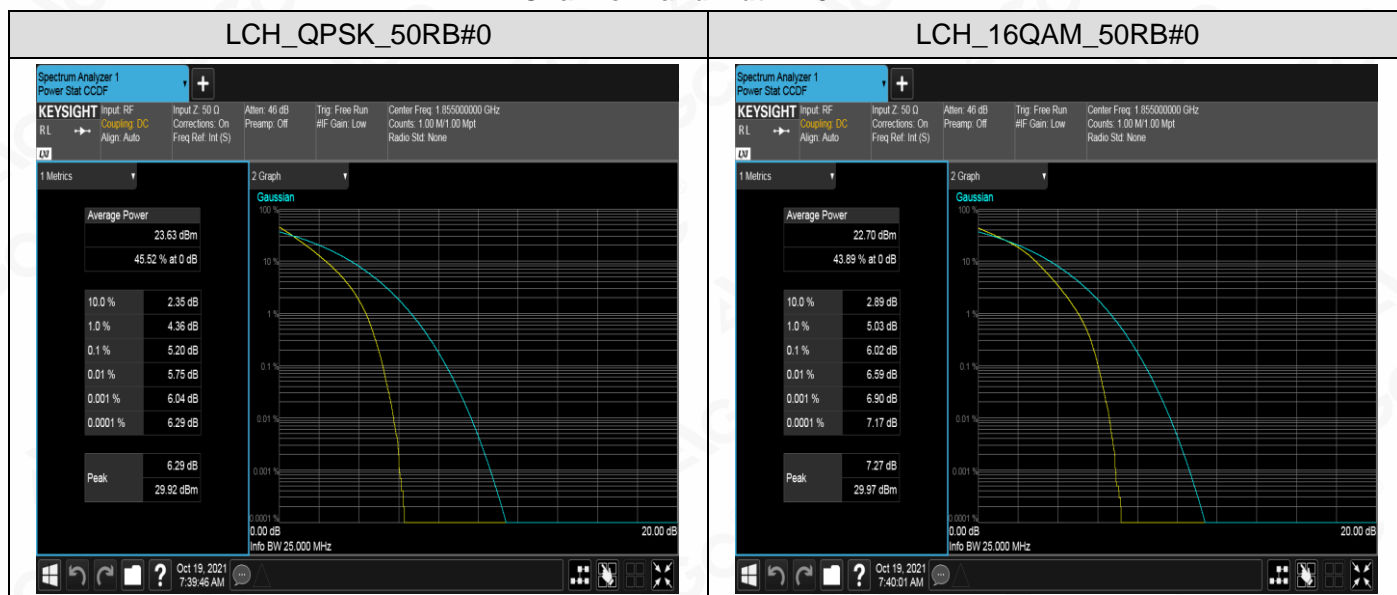 LCH_QPSK_50RB#0
Spectrum Analyzer 1
Power Stat CCDF
KEYSIGHT
RL
LXI
Input: RF
Coupling: DC
Align: Auto
Input Z: 50 Ω
Corrections: On
Freq Ref: Int (S)
Atten: 46 dB
Preamp: Off
Trig: Free Run
#IF Gain: Low
Center Freq: 1.855000000 GHz
Counts: 1.00 M/1.00 Mpt
Radio Std: None
1 Metrics
Average Power
23.63 dBm
45.52 % at 0 dB
10.0 % 2.35 dB
1.0 % 4.36 dB
0.1 % 5.20 dB
0.01 % 5.75 dB
0.001 % 6.04 dB
0.0001 % 6.29 dB
Peak
6.29 dB
29.92 dBm
2 Graph
Gaussian
100 %
10 %
1 %
0.1 %
0.01 %
0.001 %
0.0001 %
0.00 dB
20.00 dB
Info BW 25.000 MHz
Oct 19, 2021
7:39:46 AM
LCH_16QAM_50RB#0
Spectrum Analyzer 1
Power Stat CCDF
KEYSIGHT
RL
LXI
Input: RF
Coupling: DC
Align: Auto
Input Z: 50 Ω
Corrections: On
Freq Ref: Int (S)
Atten: 46 dB
Preamp: Off
Trig: Free Run
#IF Gain: Low
Center Freq: 1.855000000 GHz
Counts: 1.00 M/1.00 Mpt
Radio Std: None
1 Metrics
Average Power
22.70 dBm
43.89 % at 0 dB
10.0 % 2.89 dB
1.0 % 5.03 dB
0.1 % 6.02 dB
0.01 % 6.59 dB
0.001 % 6.90 dB
0.0001 % 7.17 dB
Peak
7.27 dB
29.97 dBm
2 Graph
Gaussian
100 %
10 %
1 %
0.1 %
0.01 %
0.001 %
0.0001 %
0.00 dB
20.00 dB
Info BW 25.000 MHz
Oct 19, 2021
7:40:01 AM